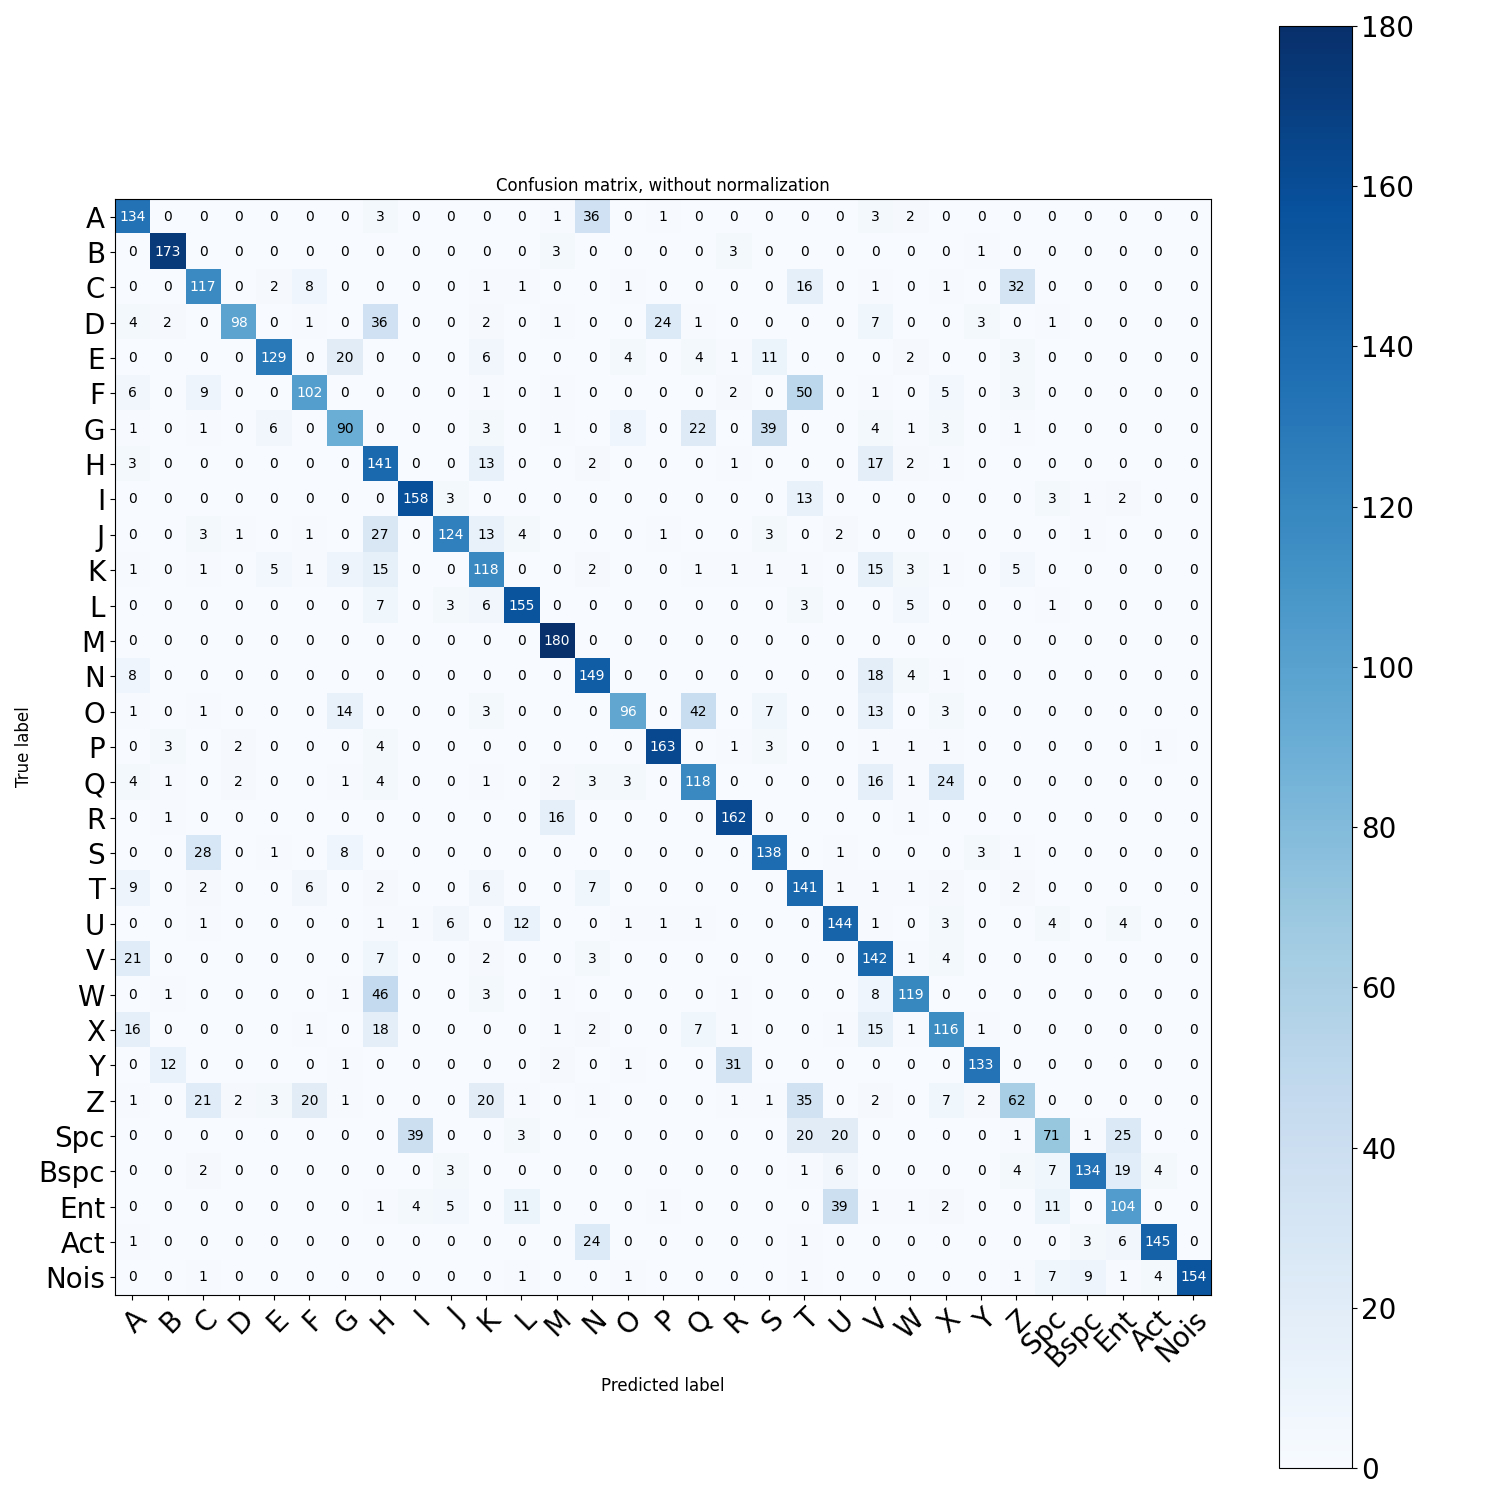 Confusion matrix, without normalization
A 134 0 0 0 0 0 0 3 0 0 0 0 1 36 0 1 0 0 0 0 0 3 2 0 0 0 0 0 0 0 0
B 0 173 0 0 0 0 0 0 0 0 0 0 3 0 0 0 0 3 0 0 0 0 0 0 1 0 0 0 0 0 0
C 0 0 117 0 2 8 0 0 0 0 1 1 0 0 1 0 0 0 0 16 0 1 0 1 0 32 0 0 0 0 0
D 4 2 0 98 0 1 0 36 0 0 2 0 1 0 0 24 1 0 0 0 0 7 0 0 3 0 1 0 0 0 0
E 0 0 0 0 129 0 20 0 0 0 6 0 0 0 4 0 4 1 11 0 0 0 2 0 0 3 0 0 0 0 0
F 6 0 9 0 0 102 0 0 0 0 1 0 1 0 0 0 0 2 0 50 0 1 0 5 0 3 0 0 0 0 0
G 1 0 1 0 6 0 90 0 0 0 3 0 1 0 8 0 22 0 39 0 0 4 1 3 0 1 0 0 0 0 0
H 3 0 0 0 0 0 0 141 0 0 13 0 0 2 0 0 0 1 0 0 0 17 2 1 0 0 0 0 0 0 0
I 0 0 0 0 0 0 0 0 158 3 0 0 0 0 0 0 0 0 0 13 0 0 0 0 0 0 3 1 2 0 0
J 0 0 3 1 0 1 0 27 0 124 13 4 0 0 0 1 0 0 3 0 2 0 0 0 0 0 0 1 0 0 0
K 1 0 1 0 5 1 9 15 0 0 118 0 0 2 0 0 1 1 1 1 0 15 3 1 0 5 0 0 0 0 0
L 0 0 0 0 0 0 0 7 0 3 6 155 0 0 0 0 0 0 0 3 0 0 5 0 0 0 1 0 0 0 0
M 0 0 0 0 0 0 0 0 0 0 0 0 180 0 0 0 0 0 0 0 0 0 0 0 0 0 0 0 0 0 0
N 8 0 0 0 0 0 0 0 0 0 0 0 0 149 0 0 0 0 0 0 0 18 4 1 0 0 0 0 0 0 0
O 1 0 1 0 0 0 14 0 0 0 3 0 0 0 96 0 42 0 7 0 0 13 0 3 0 0 0 0 0 0 0
P 0 3 0 2 0 0 0 4 0 0 0 0 0 0 0 163 0 1 3 0 0 1 1 1 0 0 0 0 0 1 0
Q 4 1 0 2 0 0 1 4 0 0 1 0 2 3 3 0 118 0 0 0 0 16 1 24 0 0 0 0 0 0 0
R 0 1 0 0 0 0 0 0 0 0 0 0 16 0 0 0 0 162 0 0 0 0 1 0 0 0 0 0 0 0 0
S 0 0 28 0 1 0 8 0 0 0 0 0 0 0 0 0 0 0 138 0 1 0 0 0 3 1 0 0 0 0 0
T 9 0 2 0 0 6 0 2 0 0 6 0 0 7 0 0 0 0 0 141 1 1 1 2 0 2 0 0 0 0 0
U 0 0 1 0 0 0 0 1 1 6 0 12 0 0 1 1 1 0 0 0 144 1 0 3 0 0 4 0 4 0 0
V 21 0 0 0 0 0 0 7 0 0 2 0 0 3 0 0 0 0 0 0 0 142 1 4 0 0 0 0 0 0 0
W 0 1 0 0 0 0 1 46 0 0 3 0 1 0 0 0 0 1 0 0 0 8 119 0 0 0 0 0 0 0 0
X 16 0 0 0 0 1 0 18 0 0 0 0 1 2 0 0 7 1 0 0 1 15 1 116 1 0 0 0 0 0 0
Y 0 12 0 0 0 0 1 0 0 0 0 0 2 0 1 0 0 31 0 0 0 0 0 0 133 0 0 0 0 0 0
Z 1 0 21 2 3 20 1 0 0 0 20 1 0 1 0 0 0 1 1 35 0 2 0 7 2 62 0 0 0 0 0
Spc 0 0 0 0 0 0 0 0 39 0 0 3 0 0 0 0 0 0 0 20 20 0 0 0 0 1 71 1 25 0 0
Bspc 0 0 2 0 0 0 0 0 0 3 0 0 0 0 0 0 0 0 0 1 6 0 0 0 0 4 7 134 19 4 0
Ent 0 0 0 0 0 0 0 1 4 5 0 11 0 0 0 1 0 0 0 0 39 1 1 2 0 0 11 0 104 0 0
Act 1 0 0 0 0 0 0 0 0 0 0 0 0 24 0 0 0 0 0 1 0 0 0 0 0 0 0 3 6 145 0
Nois 0 0 1 0 0 0 0 0 0 0 0 1 0 0 1 0 0 0 0 1 0 0 0 0 0 1 7 9 1 4 154
A B C D E F G H I J K L M N O P Q R S T U V W X Y Z Spc Bspc Ent Act Nois
Predicted label
True label
180
160
140
120
100
80
60
40
20
0